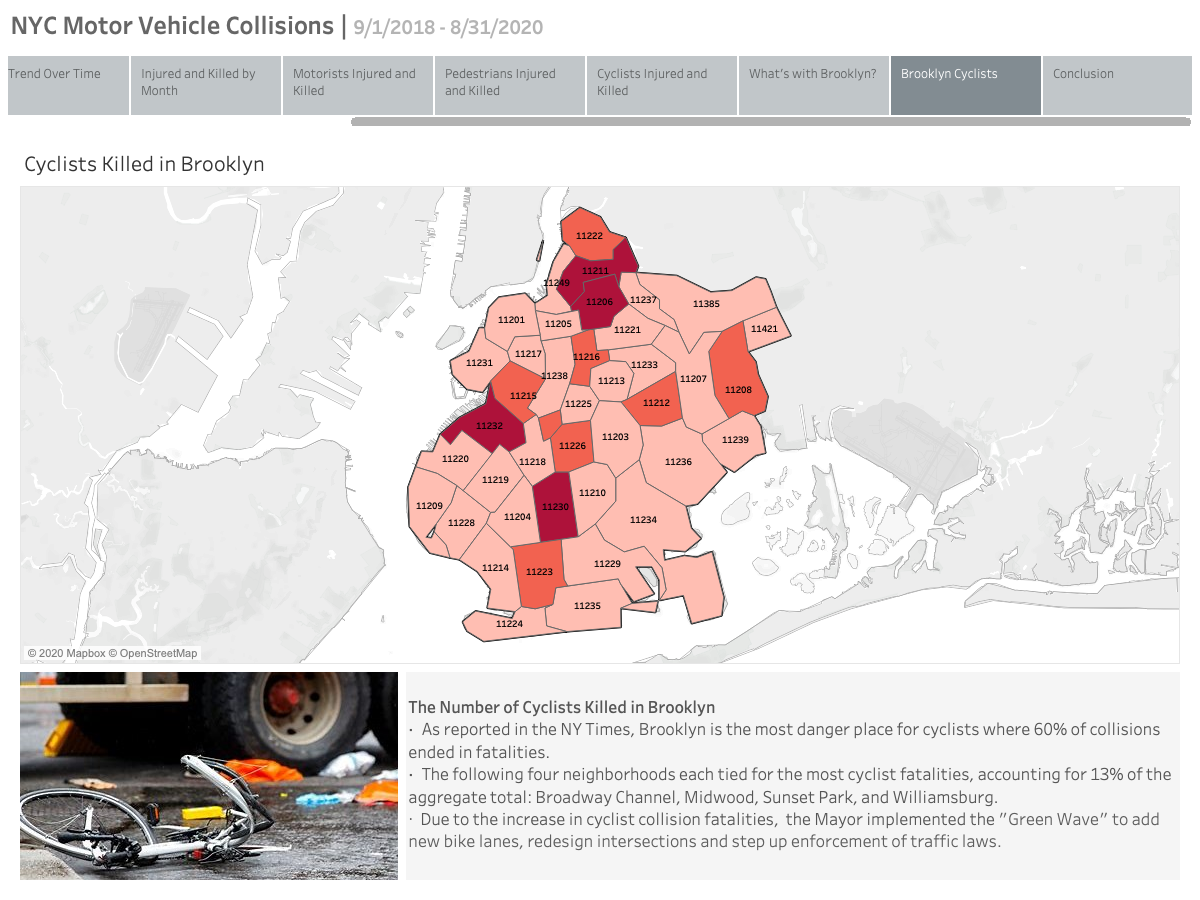 NYC Motor Vehicle Collisions | 9/1/2018 - 8/31/2020
Trend Over Time
Injured and Killed by
Month
Motorists Injured and
Killed
Pedestrians Injured
and Killed
Cyclists Injured and
Killed
What's with Brooklyn?
Brooklyn Cyclists
Conclusion
Cyclists Killed in Brooklyn
11222
11211
11249
11206
11237
11385
11201
11205
11221
11421
11217
11216
11231
11238
11233
11213
11207
11208
11215
11225
11212
11232
11226
11203
11239
11220
11218
11236
11219
11210
11209
11230
11204
11228
11234
11214
11223
11229
11235
11224
© 2020 Mapbox © OpenStreetMap
The Number of Cyclists Killed in Brooklyn
· As reported in the NY Times, Brooklyn is the most danger place for cyclists where 60% of collisions
ended in fatalities.
· The following four neighborhoods each tied for the most cyclist fatalities, accounting for 13% of the
aggregate total: Broadway Channel, Midwood, Sunset Park, and Williamsburg.
· Due to the increase in cyclist collision fatalities, the Mayor implemented the "Green Wave" to add
new bike lanes, redesign intersections and step up enforcement of traffic laws.